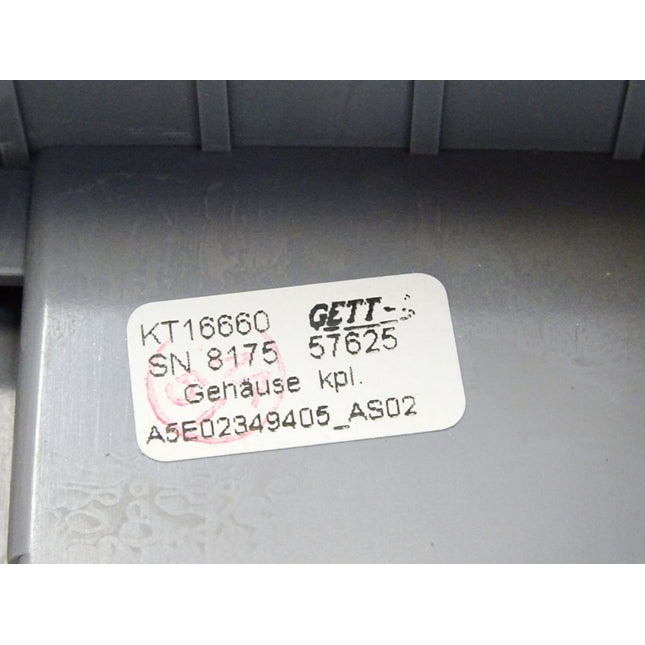 KT16660 GETT
SN 8175 57625
Gehäuse kpl.
A5E02349405_AS02